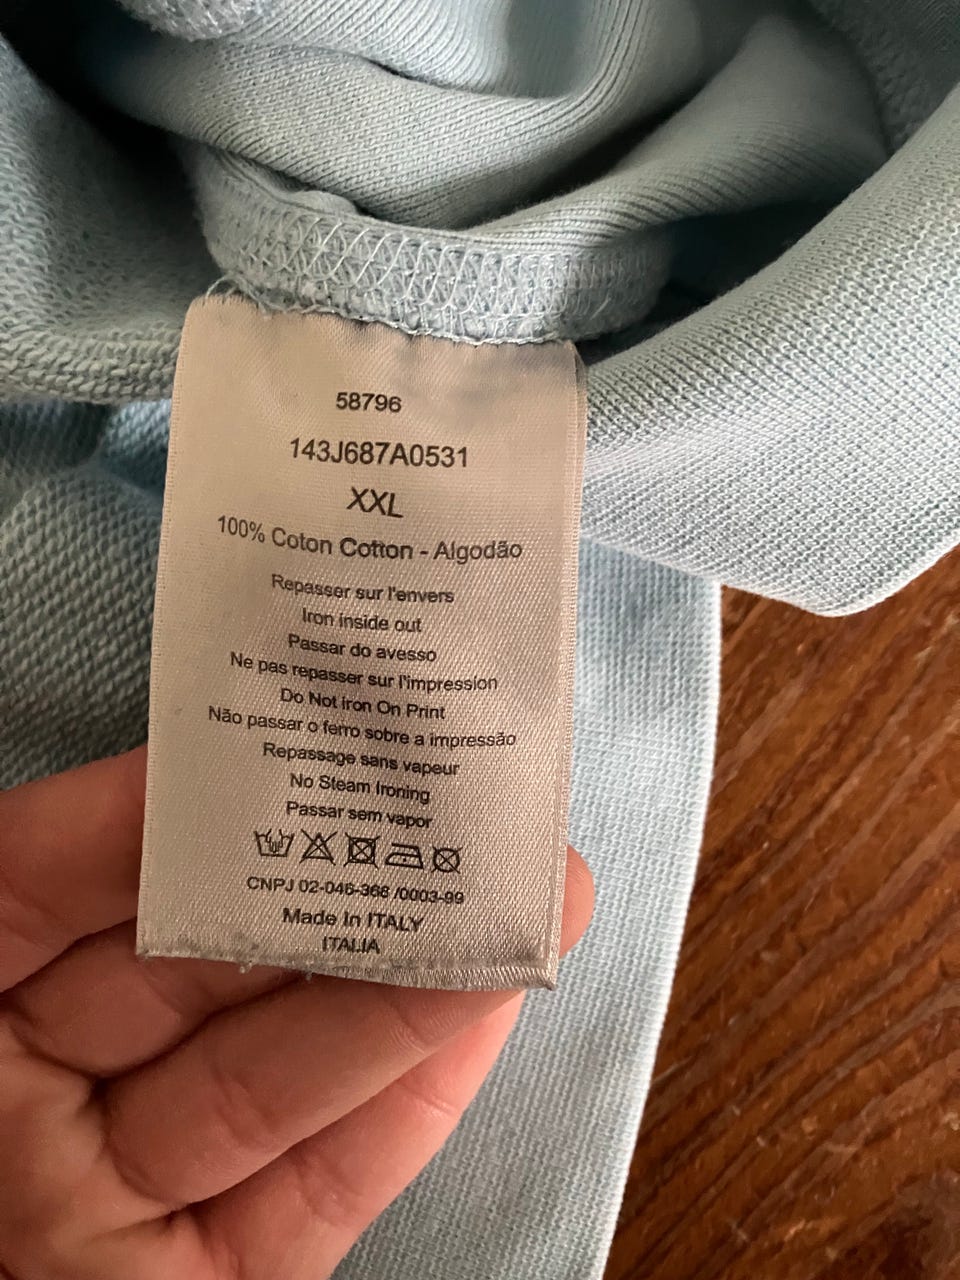 58796
143J687A0531
XXL
100% Coton Cotton - Algodão
Repasser sur l'envers
Iron inside out
Passar do avesso
Ne pas repasser sur l'impression
Do Not iron On Print
Não passar o ferro sobre a impressão
Repassage sans vapeur
No Steam Ironing
Passar sem vapor
CNPJ 02-046-368 /0003-99
Made In ITALY
ITALIA